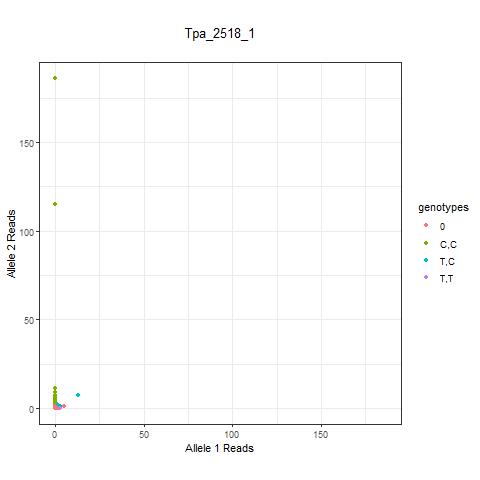 Tpa_2518_1
Allele 2 Reads
150
100
50
0
0
50
100
150
Allele 1 Reads
genotypes
0
C,C
T,C
T,T